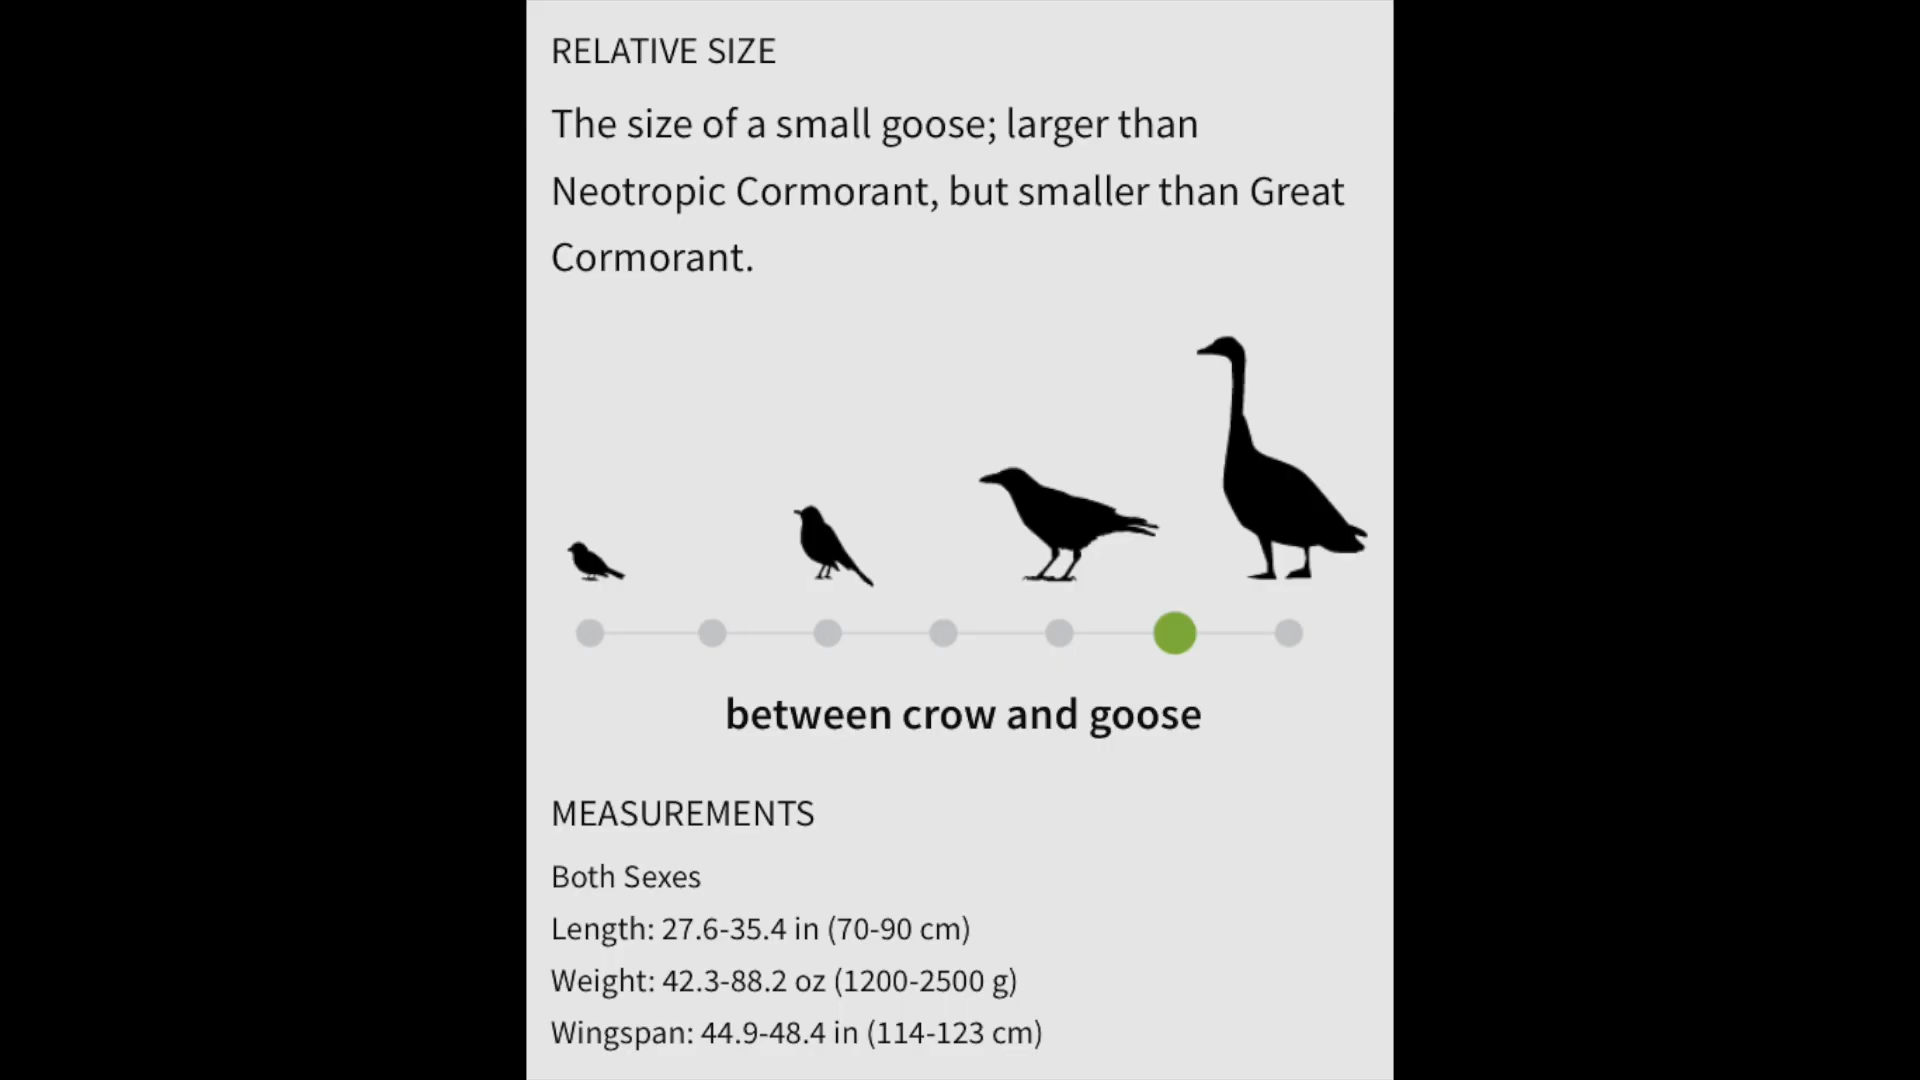 RELATIVE SIZE
The size of a small goose; larger than
Neotropic Cormorant, but smaller than Great
Cormorant.
between crow and goose
MEASUREMENTS
Both Sexes
Length: 27.6-35.4 in (70-90 cm)
Weight: 42.3-88.2 oz (1200-2500 g)
Wingspan: 44.9-48.4 in (114-123 cm)